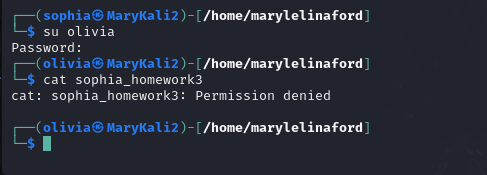 ┌──(sophia㉿MaryKali2)-[/home/marylelinaford]
└─$ su olivia
Password:
┌──(olivia㉿MaryKali2)-[/home/marylelinaford]
└─$ cat sophia_homework3
cat: sophia_homework3: Permission denied
┌──(olivia㉿MaryKali2)-[/home/marylelinaford]
└─$